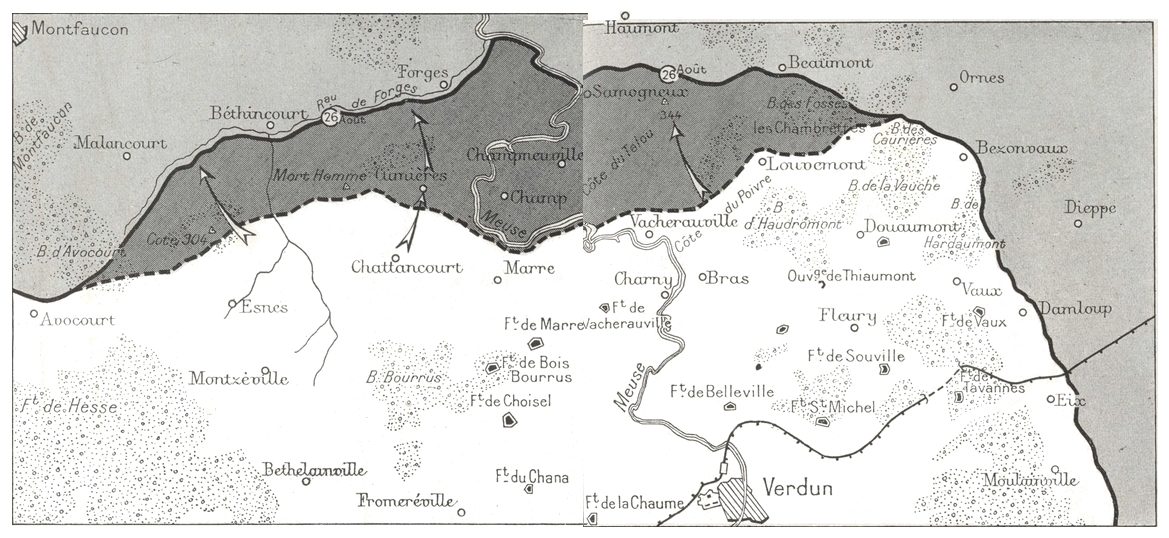 Montfaucon
Haumont
Forges
26 Août
Beaumont
Ornes
Rau de Forges
Samogneux
B. des Fosses
Béthincourt
26 Août
344
B. de
Montfaucon
les Chambrettes
B. des
Caurières
Malancourt
Côte du Talou
Champneuville
Bezonvaux
Mort Homme
Cumières
Louvemont
Champ
B. de la Vauche
Côte du Poivre
B
d'Haudromont
B. de
Hardaumont
Dieppe
Meuse
Vacherauville
Douaumont
Cote 304
B. d'Avocourt
Chattancourt
Marre
Charny
Bras
Ouvge de Thiaumont
Vaux
Esnes
Ft de
Vacherauville
Damloup
Avocourt
Ft de Marre
Fleury
Ft de Vaux
Ft de Bois
Bourrus
Ft de Souville
Montzéville
B. Bourrus
Meuse
Ft de Belleville
Ft de
Tavannes
Ft de Hesse
Ft de Choisel
Ft St Michel
Eix
Bethelainville
Ft du Chana
Moulainville
Verdun
Fromeréville
Ft de la Chaume